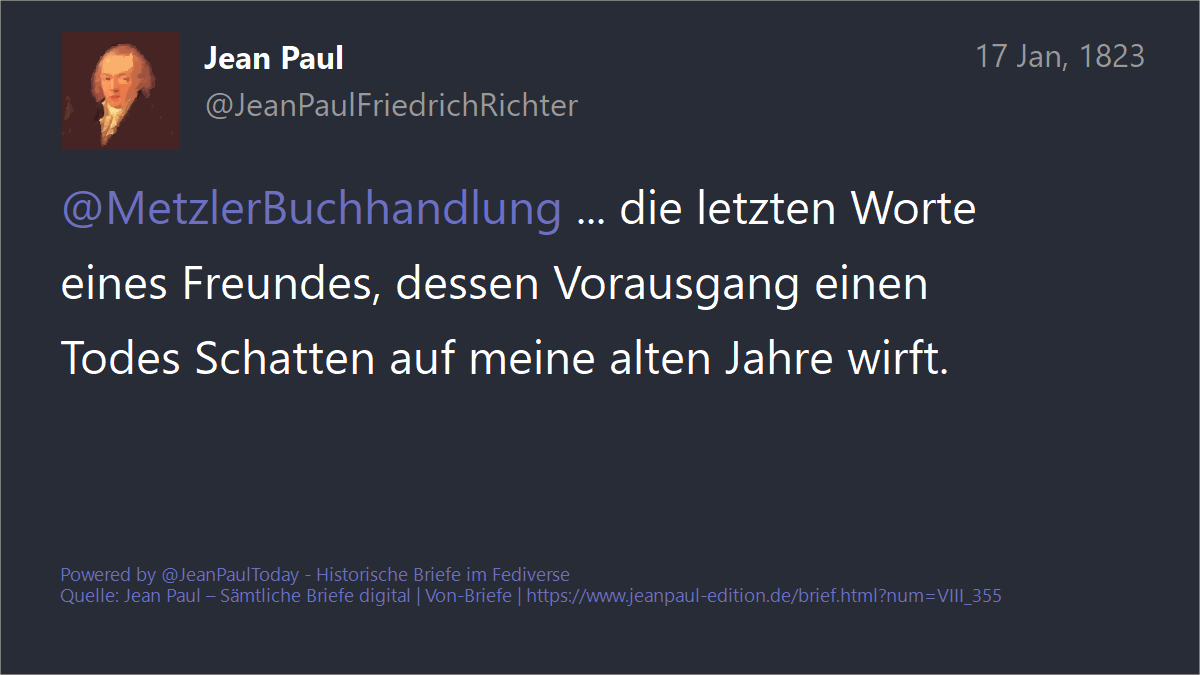 Jean Paul
17 Jan, 1823
@JeanPaulFriedrichRichter
@MetzlerBuchhandlung ... die letzten Worte
eines Freundes, dessen Vorausgang einen
Todes Schatten auf meine alten Jahre wirft.
Powered by @JeanPaulToday - Historische Briefe im Fediverse
Quelle: Jean Paul – Sämtliche Briefe digital | Von-Briefe | https://www.jeanpaul-edition.de/brief.html?num=VIII_355